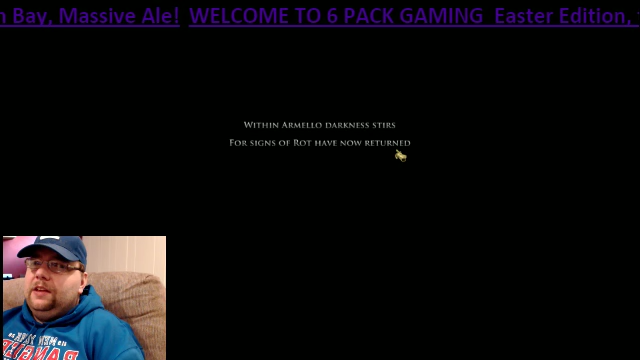 n Bay, Massive Ale!  WELCOME TO 6 PACK GAMING  Easter Edition,
WITHIN ARMELLO DARKNESS STIRS
FOR SIGNS OF ROT HAVE NOW RETURNED